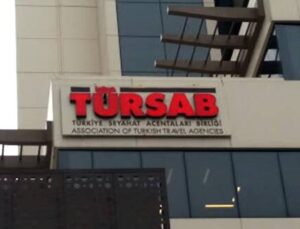 TÜRSAB
TÜRKİYE SEYAHAT ACENTALARI BİRLİĞİ
ASSOCIATION OF TURKISH TRAVEL AGENCIES